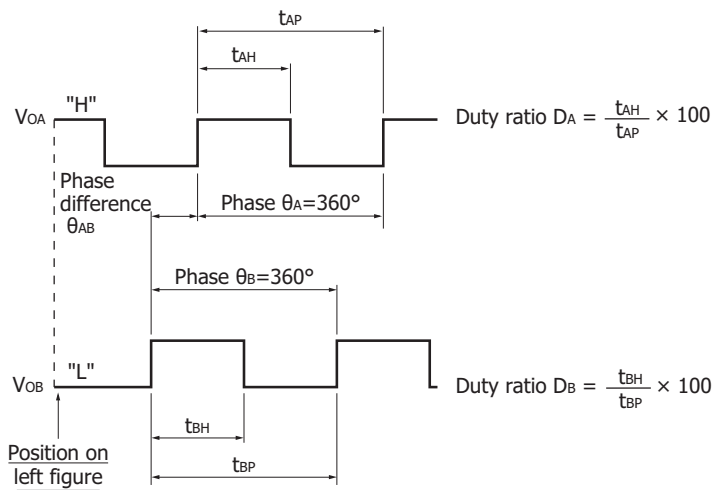 tAP
tAH
VOA
"H"
Duty ratio DA = tAH / tAP × 100
Phase
difference
θAB
Phase θA=360°
Phase θB=360°
VOB
"L"
Duty ratio DB = tBH / tBP × 100
tBH
tBP
Position on
left figure